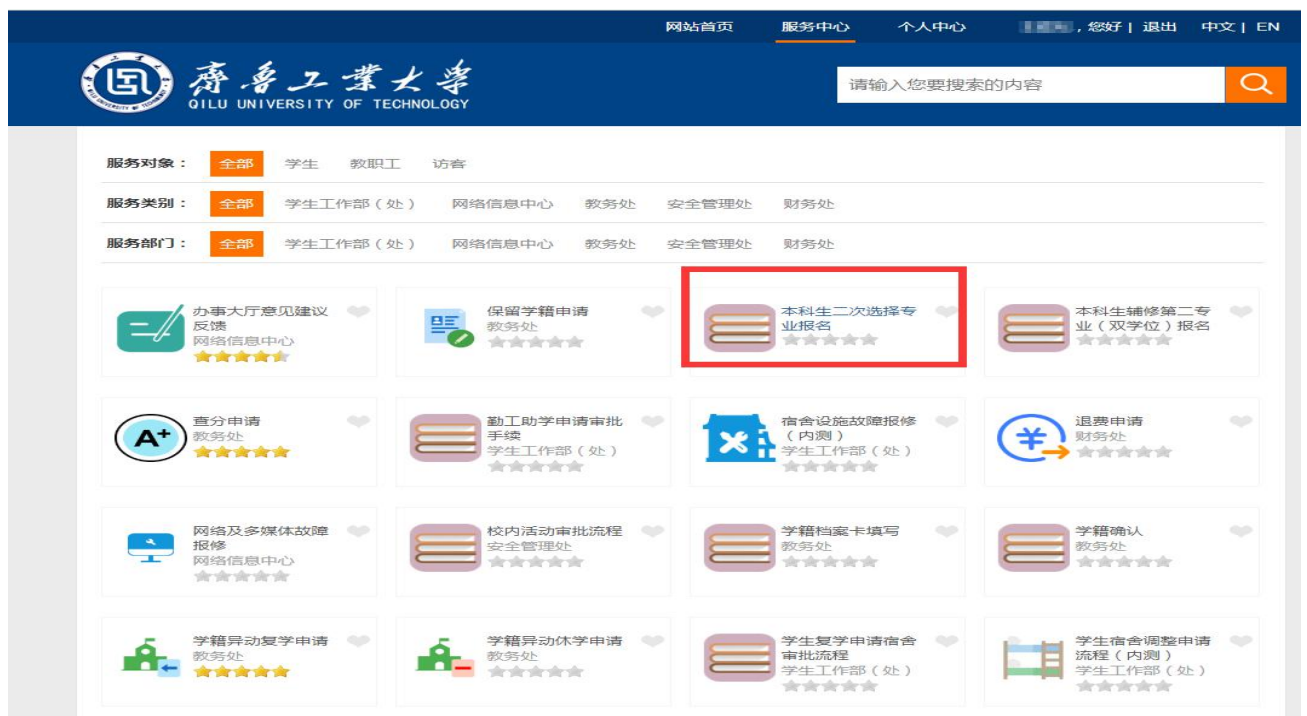 网站首页 服务中心 个人中心 ，您好 | 退出 中文 | EN
齐鲁工业大学
QILU UNIVERSITY OF TECHNOLOGY
请输入您要搜索的内容
服务对象： 全部 学生 教职工 访客
服务类别： 全部 学生工作部（处） 网络信息中心 教务处 安全管理处 财务处
服务部门： 全部 学生工作部（处） 网络信息中心 教务处 安全管理处 财务处
办事大厅意见建议
反馈
网络信息中心
保留学籍申请
教务处
本科生二次选择专
业报名
本科生辅修第二专
业（双学位）报名
A+
查分申请
教务处
勤工助学申请审批
手续
学生工作部（处）
宿舍设施故障报修
（内测）
学生工作部（处）
¥
退费申请
财务处
网络及多媒体故障
报修
网络信息中心
校内活动审批流程
安全管理处
学籍档案卡填写
教务处
学籍确认
教务处
学籍异动复学申请
教务处
学籍异动休学申请
教务处
学生复学申请宿舍
审批流程
学生工作部（处）
学生宿舍调整申请
流程（内测）
学生工作部（处）